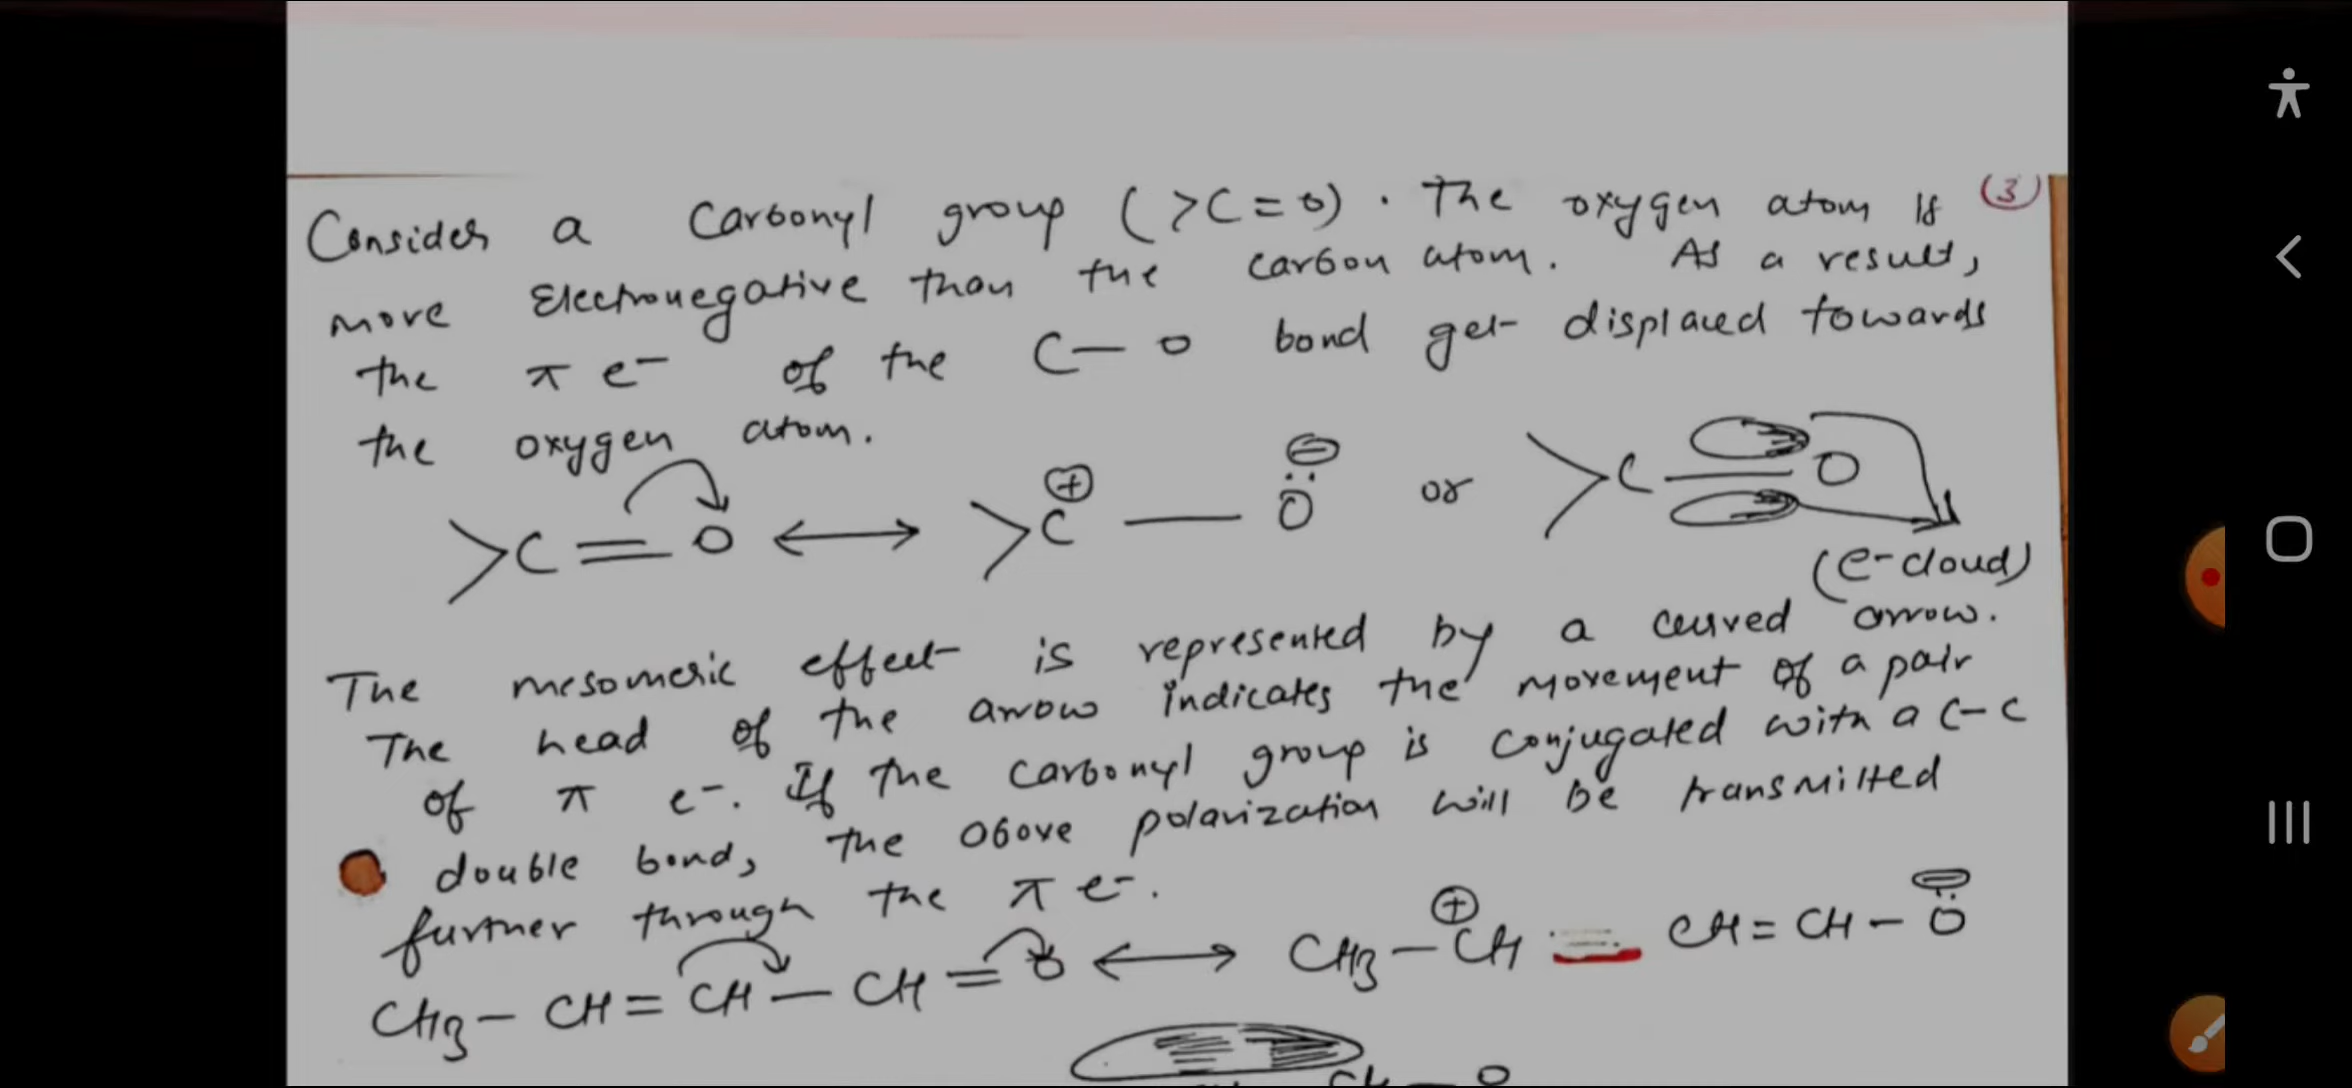 Consider a Carbonyl group (>C=O). The oxygen atom is ③
more Electronegative than the carbon atom. As a result,
the π e⁻ of the C—O bond get displaced towards
the oxygen atom.
>C=O ⟷ >C⊕—Ö⊖ or >C=O
(e⁻cloud)
The mesomeric effect is represented by a curved arrow.
The head of the arrow indicates the movement of a pair
of π e⁻. If the carbonyl group is conjugated with a C-C
double bond, the above polarization will be transmitted
further through the π e⁻.
CH3—CH=CH—CH=O ⟷ CH3—C⊕H—CH=CH—Ö⊖